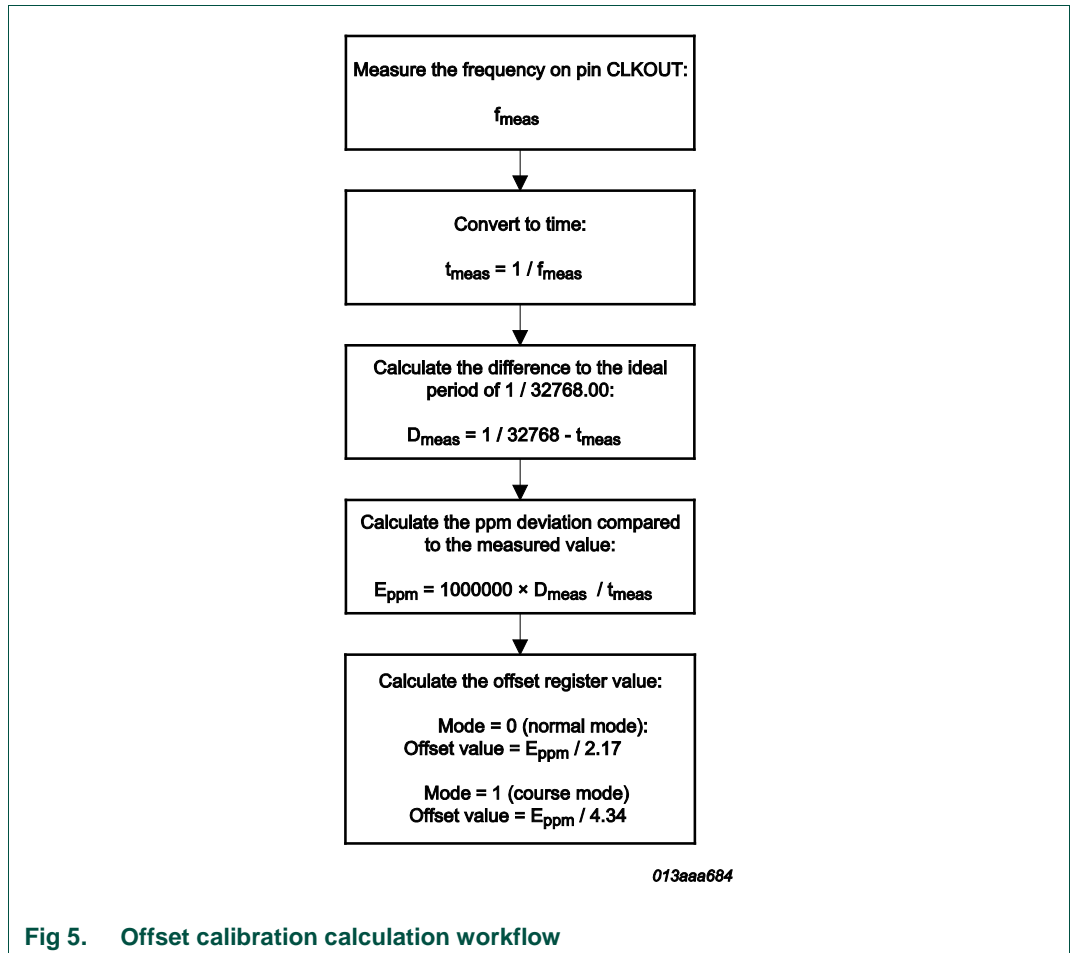 Measure the frequency on pin CLKOUT:
fmeas
Convert to time:
tmeas = 1 / fmeas
Calculate the difference to the ideal
period of 1 / 32768.00:
Dmeas = 1 / 32768 - tmeas
Calculate the ppm deviation compared
to the measured value:
Eppm = 1000000 × Dmeas / tmeas
Calculate the offset register value:
Mode = 0 (normal mode):
Offset value = Eppm / 2.17
Mode = 1 (course mode)
Offset value = Eppm / 4.34
013aaa684
Fig 5. Offset calibration calculation workflow